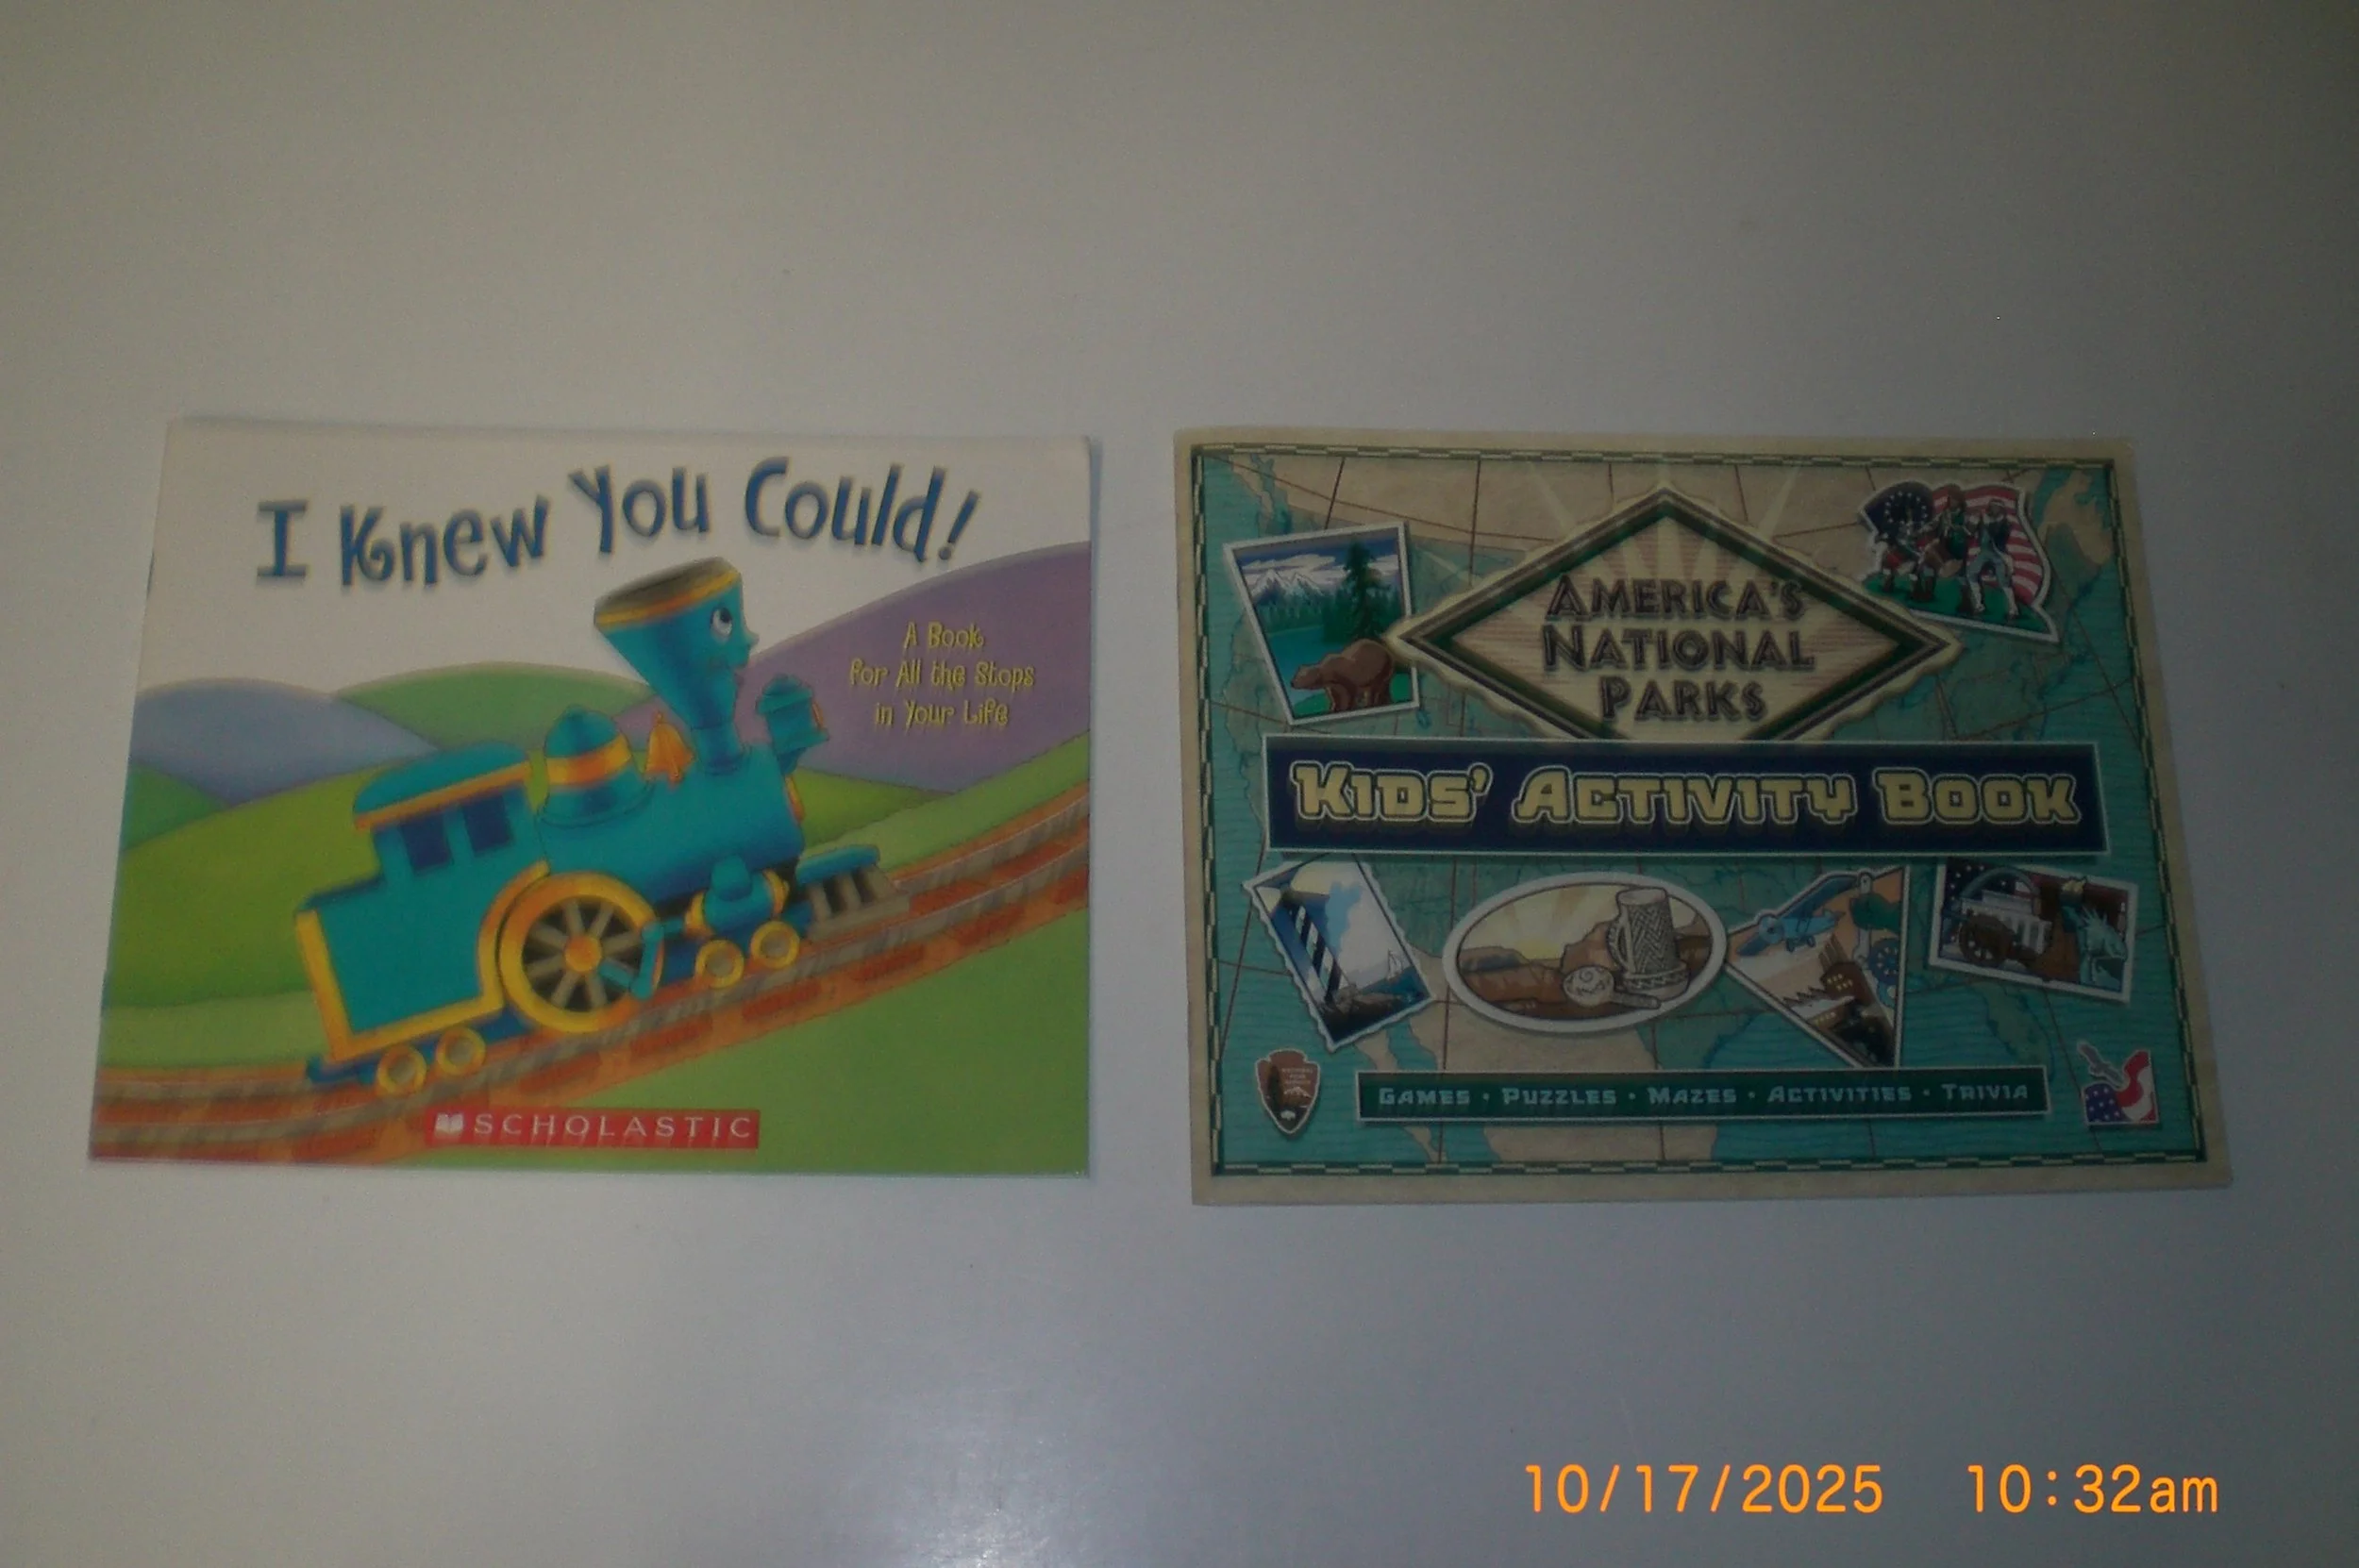 I Knew You Could!
A Book
for All the Stops
in Your Life
SCHOLASTIC
AMERICA'S
NATIONAL
PARKS
KIDS' ACTIVITY BOOK
GAMES • PUZZLES • MAZES • ACTIVITIES • TRIVIA
10/17/2025 10:32am